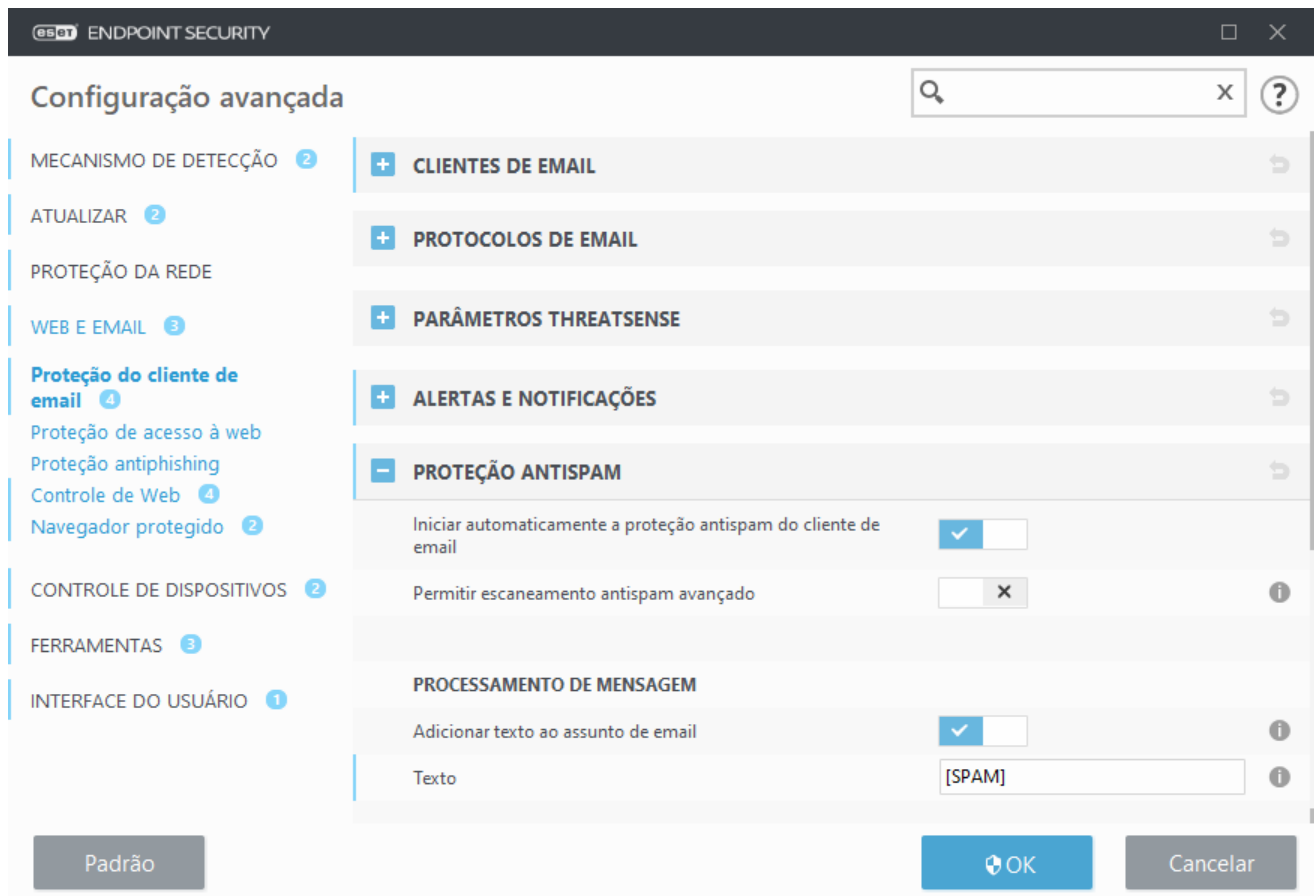 eset ENDPOINT SECURITY
Configuração avançada
x
?
MECANISMO DE DETECÇÃO 2
ATUALIZAR 2
PROTEÇÃO DA REDE
WEB E EMAIL 3
Proteção do cliente de
email 4
Proteção de acesso à web
Proteção antiphishing
Controle de Web 4
Navegador protegido 2
CONTROLE DE DISPOSITIVOS 2
FERRAMENTAS 3
INTERFACE DO USUÁRIO 1
CLIENTES DE EMAIL
PROTOCOLOS DE EMAIL
PARÂMETROS THREATSENSE
ALERTAS E NOTIFICAÇÕES
PROTEÇÃO ANTISPAM
Iniciar automaticamente a proteção antispam do cliente de
email
Permitir escaneamento antispam avançado
PROCESSAMENTO DE MENSAGEM
Adicionar texto ao assunto de email
Texto [SPAM]
Padrão
OK
Cancelar